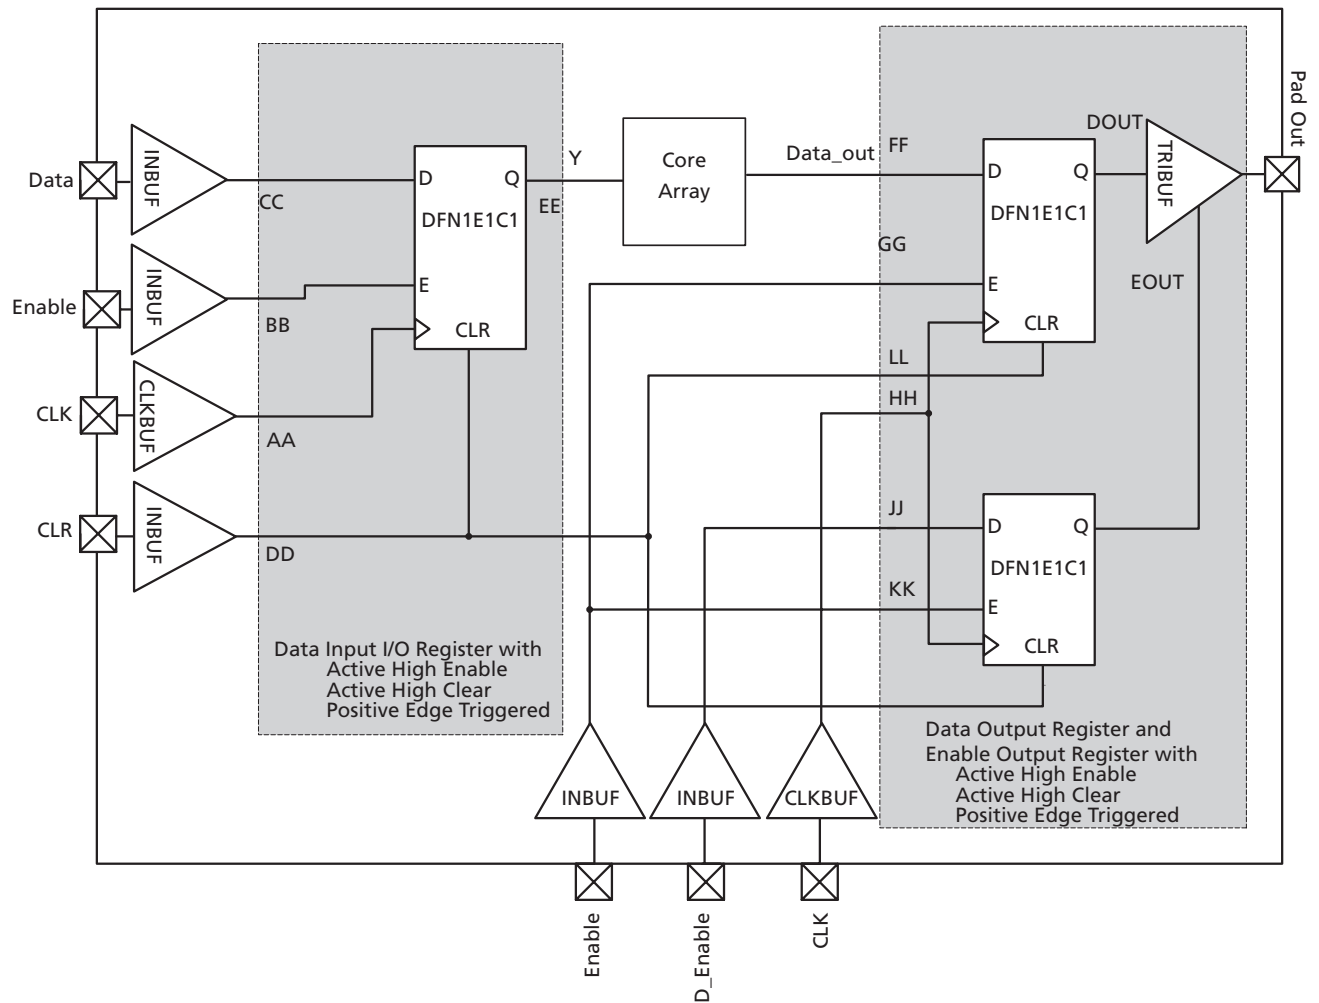 Data
INBUF
CC
Enable
INBUF
BB
CLK
CLKBUF
AA
CLR
INBUF
DD
D
Q
DFN1E1C1
E
CLR
Y
EE
Data Input I/O Register with
Active High Enable
Active High Clear
Positive Edge Triggered
Core
Array
Data_out
FF
GG
LL
HH
JJ
KK
D
Q
DFN1E1C1
E
CLR
DOUT
TRIBUF
EOUT
Pad Out
D
Q
DFN1E1C1
E
CLR
Data Output Register and
Enable Output Register with
Active High Enable
Active High Clear
Positive Edge Triggered
INBUF
INBUF
CLKBUF
Enable
D_Enable
CLK